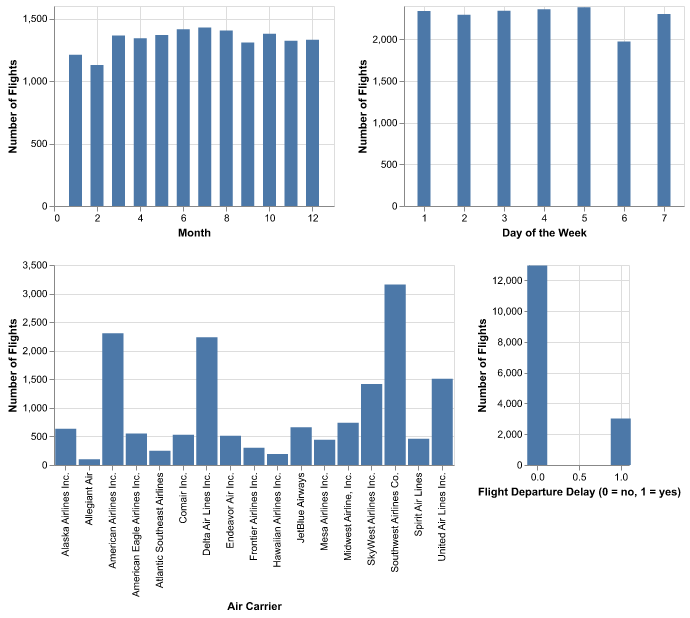 1,500
1,000
500
0
0 2 4 6 8 10 12
Month
Number of Flights
2,000
1,500
1,000
500
0
1 2 3 4 5 6 7
Day of the Week
Number of Flights
3,500
3,000
2,500
2,000
1,500
1,000
500
0
Alaska Airlines Inc.
Allegiant Air
American Airlines Inc.
American Eagle Airlines Inc.
Atlantic Southeast Airlines
Comair Inc.
Delta Air Lines Inc.
Endeavor Air Inc.
Frontier Airlines Inc.
Hawaiian Airlines Inc.
JetBlue Airways
Mesa Airlines Inc.
Midwest Airline, Inc.
SkyWest Airlines Inc.
Southwest Airlines Co.
Spirit Air Lines
United Air Lines Inc.
Air Carrier
Number of Flights
12,000
10,000
8,000
6,000
4,000
2,000
0
0.0 0.5 1.0
Flight Departure Delay (0 = no, 1 = yes)
Number of Flights